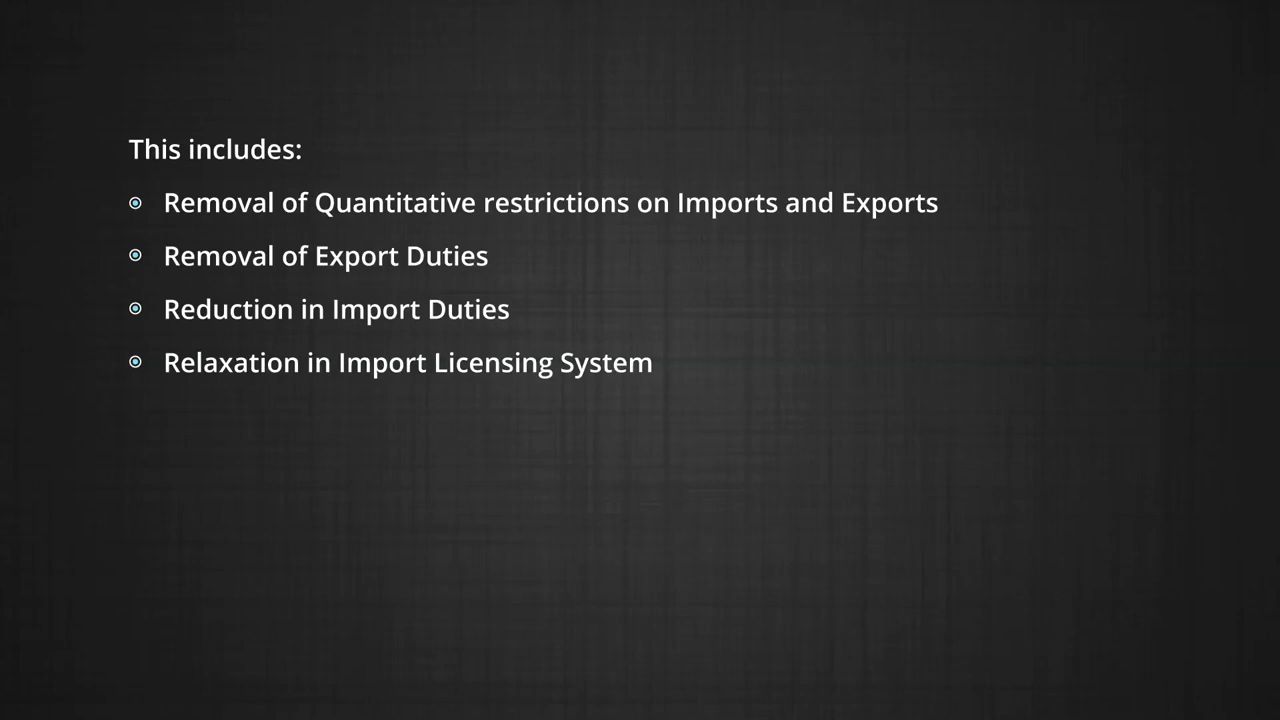 This includes:
Removal of Quantitative restrictions on Imports and Exports
Removal of Export Duties
Reduction in Import Duties
Relaxation in Import Licensing System